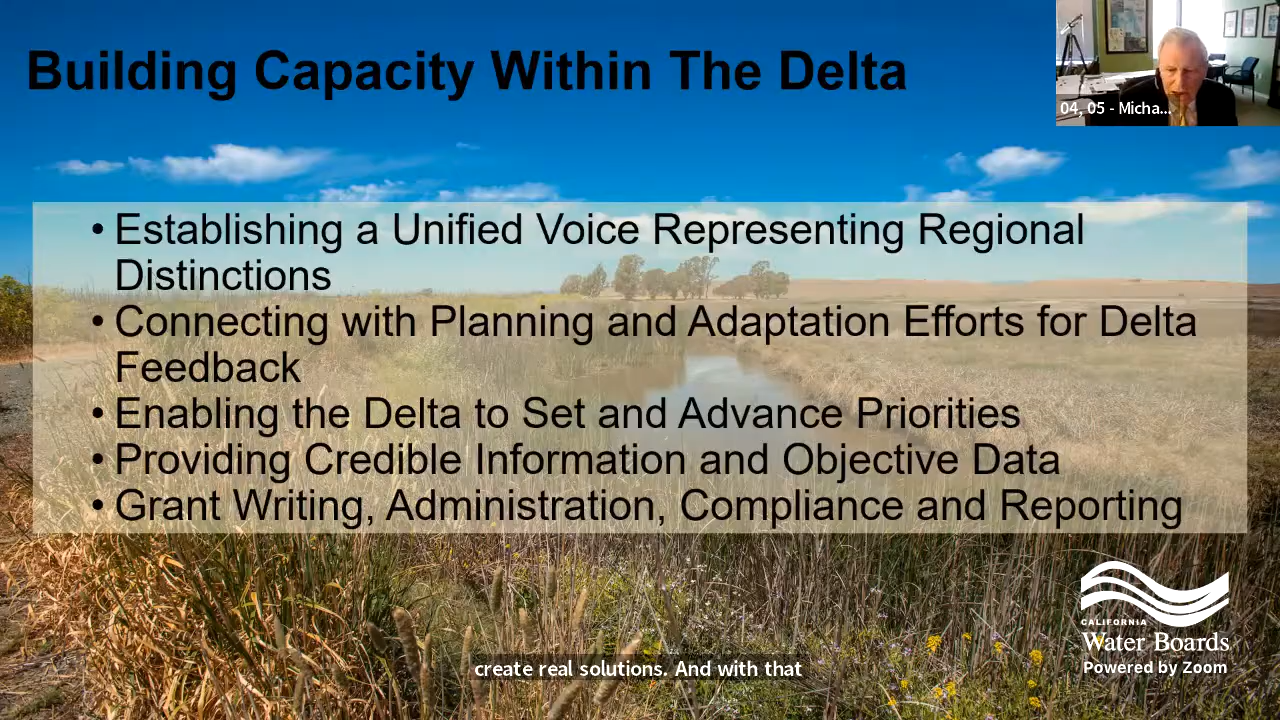 Building Capacity Within The Delta
04, 05 - Micha...
• Establishing a Unified Voice Representing Regional
Distinctions
• Connecting with Planning and Adaptation Efforts for Delta
Feedback
• Enabling the Delta to Set and Advance Priorities
• Providing Credible Information and Objective Data
• Grant Writing, Administration, Compliance and Reporting
CALIFORNIA
Water Boards
Powered by Zoom
create real solutions. And with that